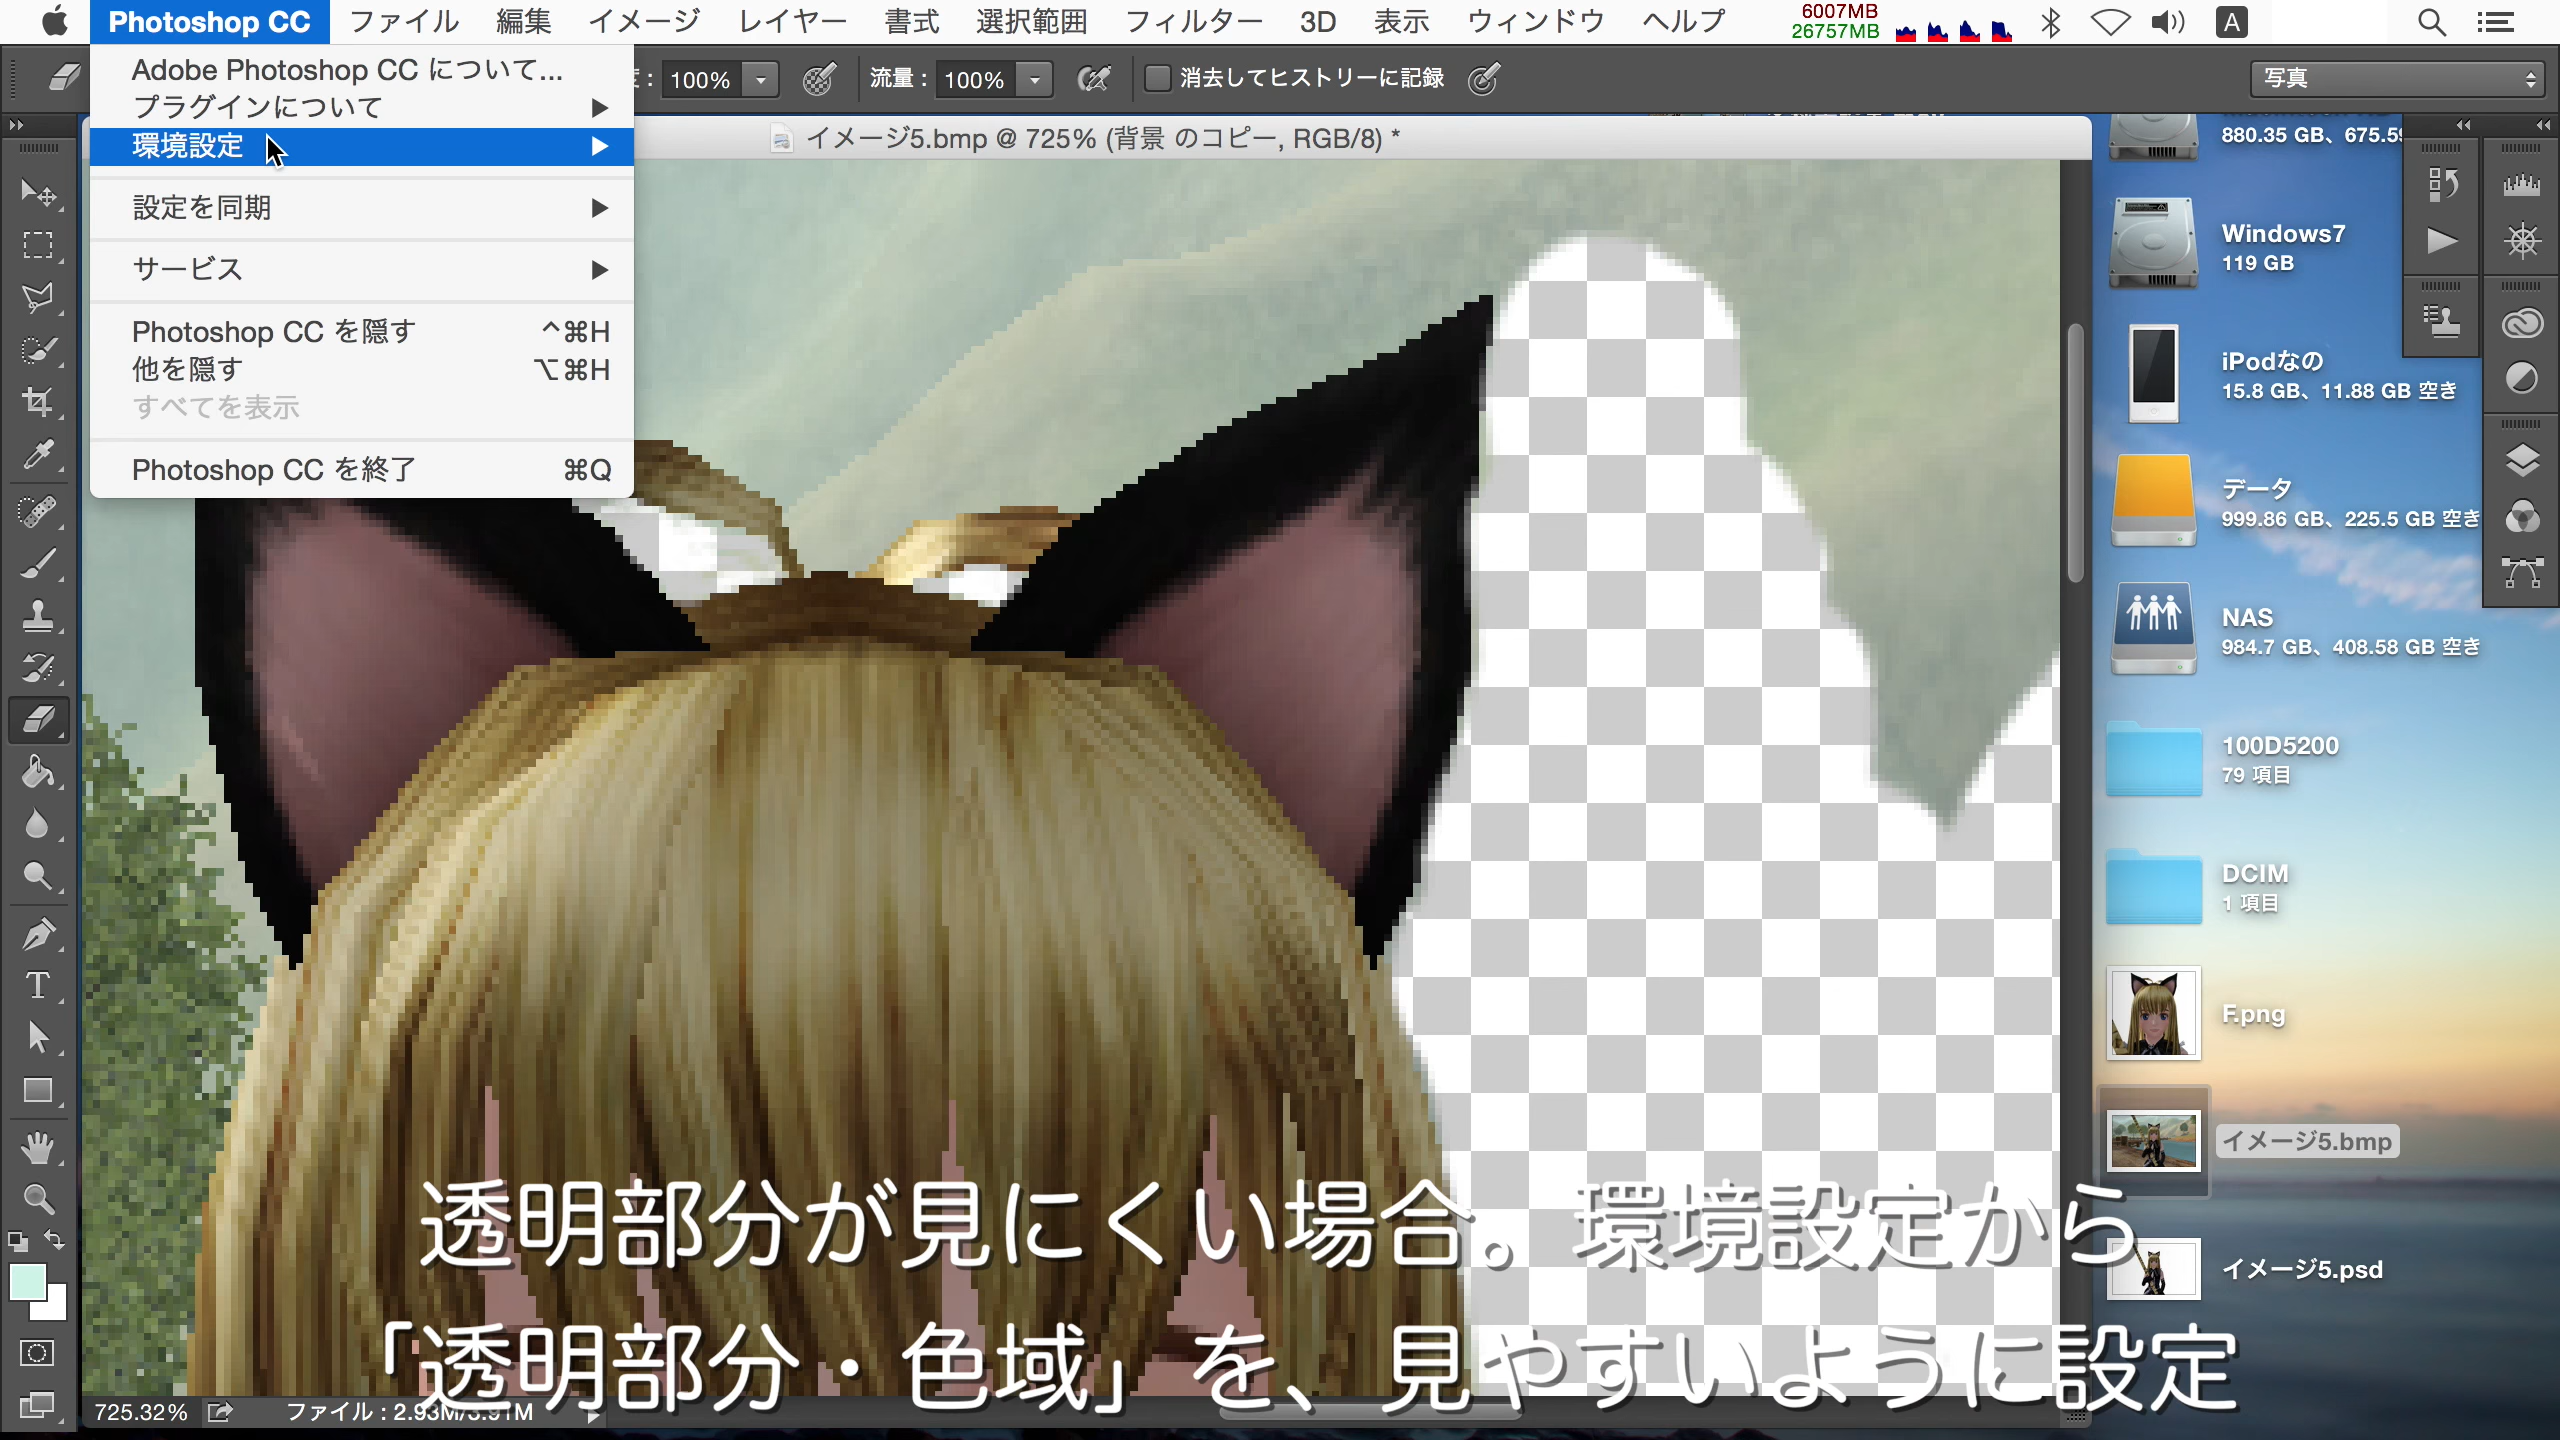 Photoshop CC ファイル 編集 イメージ レイヤー 書式 選択範囲 フィルター 3D 表示 ウィンドウ ヘルプ 6007MB 26757MB A
: 100% 流量: 100% 消去してヒストリーに記録 写真
Adobe Photoshop CC について...
プラグインについて
環境設定
設定を同期
サービス
Photoshop CC を隠す ^⌘H
他を隠す ⌥⌘H
すべてを表示
Photoshop CC を終了 ⌘Q
イメージ5.bmp @ 725% (背景 のコピー, RGB/8) *
880.35 GB、675.5
Windows7
119 GB
iPodなの
15.8 GB、11.88 GB 空き
データ
999.86 GB、225.5 GB 空き
NAS
984.7 GB、408.58 GB 空き
100D5200
79 項目
DCIM
1 項目
F.png
イメージ5.bmp
イメージ5.psd
透明部分が見にくい場合。環境設定から
「透明部分・色域」を、見やすいように設定
725.32% ファイル : 2.93M/3.91M